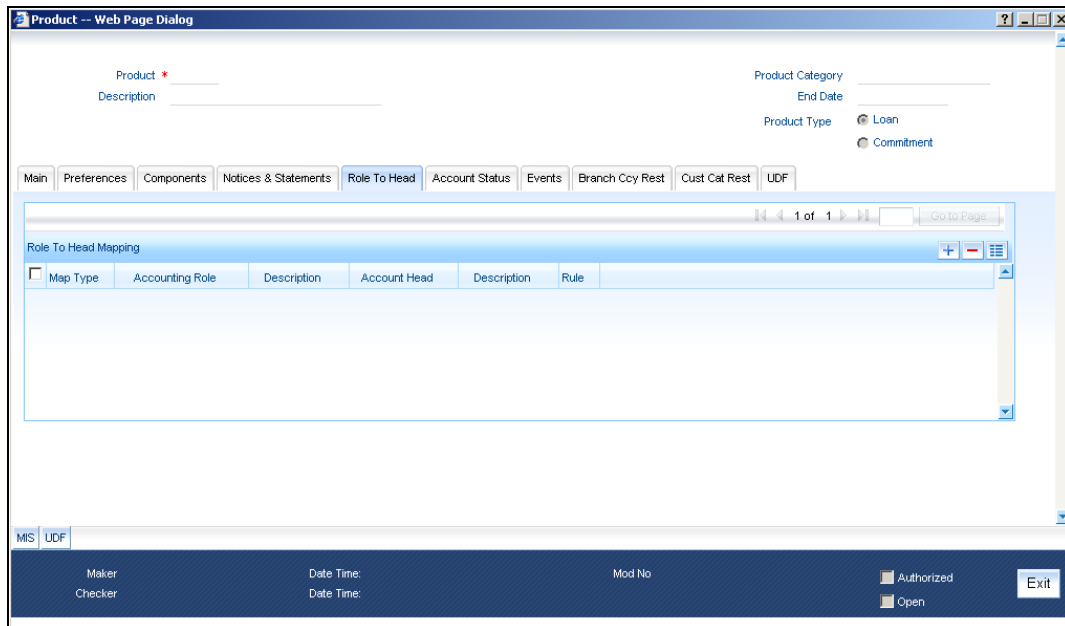 Product -- Web Page Dialog
Product *
Product Category
Description
End Date
Product Type
Loan
Commitment
Main Preferences Components Notices & Statements Role To Head Account Status Events Branch Ccy Rest Cust Cat Rest UDF
1 of 1 Go to Page
Role To Head Mapping
Map Type Accounting Role Description Account Head Description Rule
MIS UDF
Maker Date Time: Mod No Authorized
Checker Date Time: Open
Exit